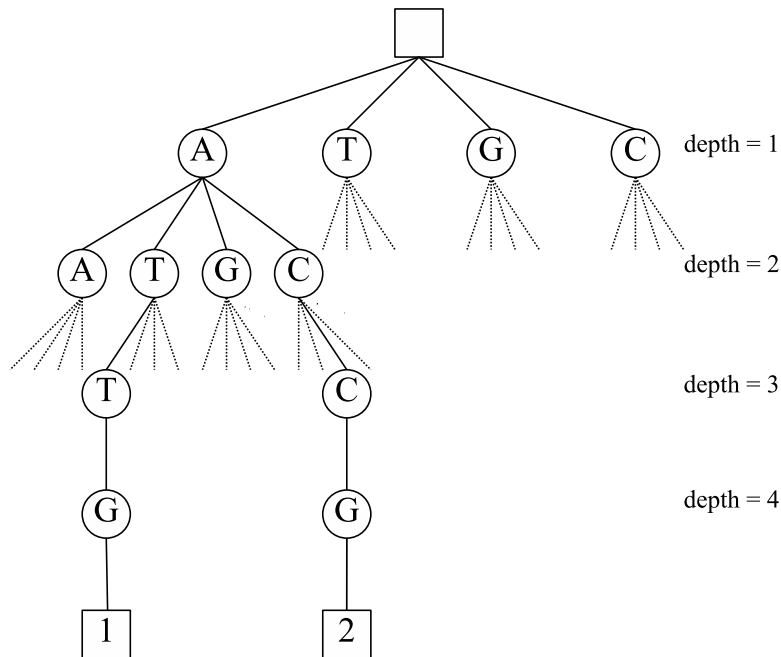 A T G C depth = 1
A T G C depth = 2
T C depth = 3
G G depth = 4
1 2